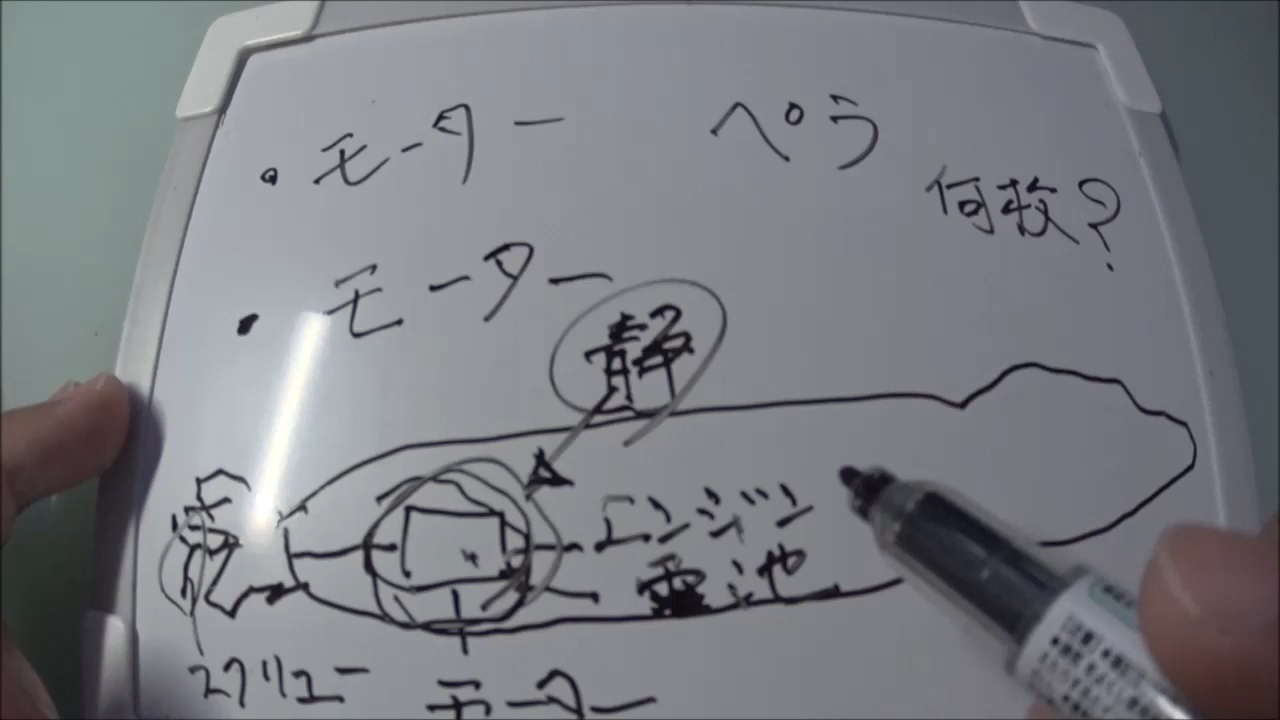 ・モーター ペラ
何枚?
・モーター
静
エンジン
電池
スクリュー
モーター